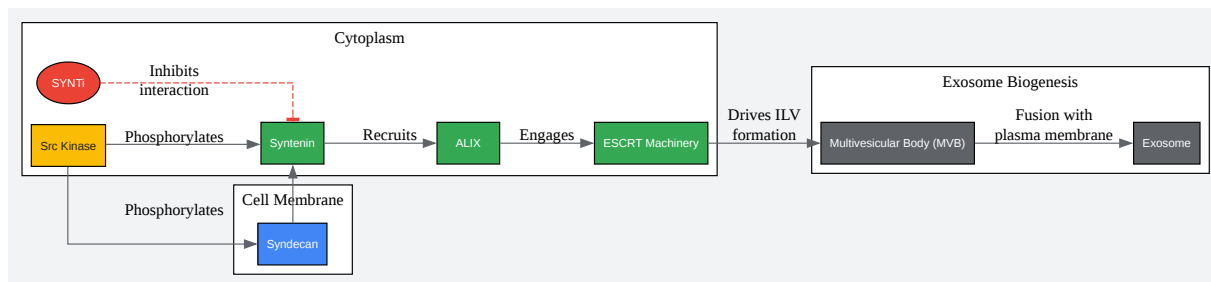 Cytoplasm
SYNTi
Inhibits
interaction
Exosome Biogenesis
Src Kinase
Phosphorylates
Syntenin
Recruits
ALIX
Engages
ESCRT Machinery
Drives ILV
formation
Multivesicular Body (MVB)
Fusion with
plasma membrane
Exosome
Phosphorylates
Cell Membrane
Syndecan